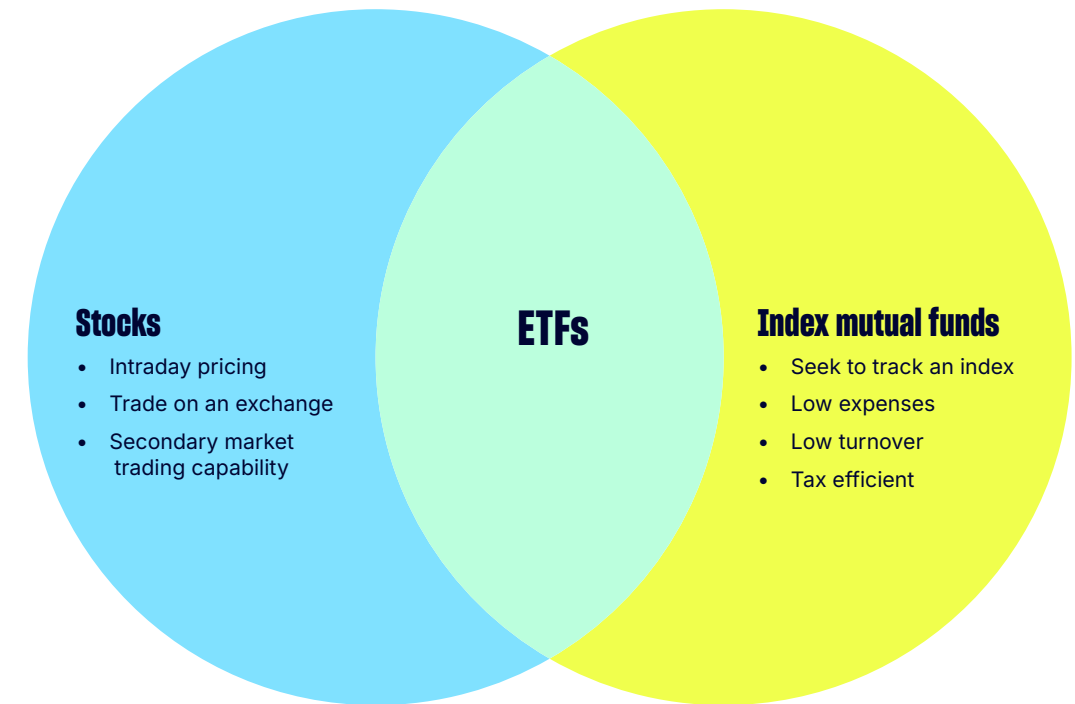 Stocks
• Intraday pricing
• Trade on an exchange
• Secondary market
trading capability
ETFs
Index mutual funds
• Seek to track an index
• Low expenses
• Low turnover
• Tax efficient